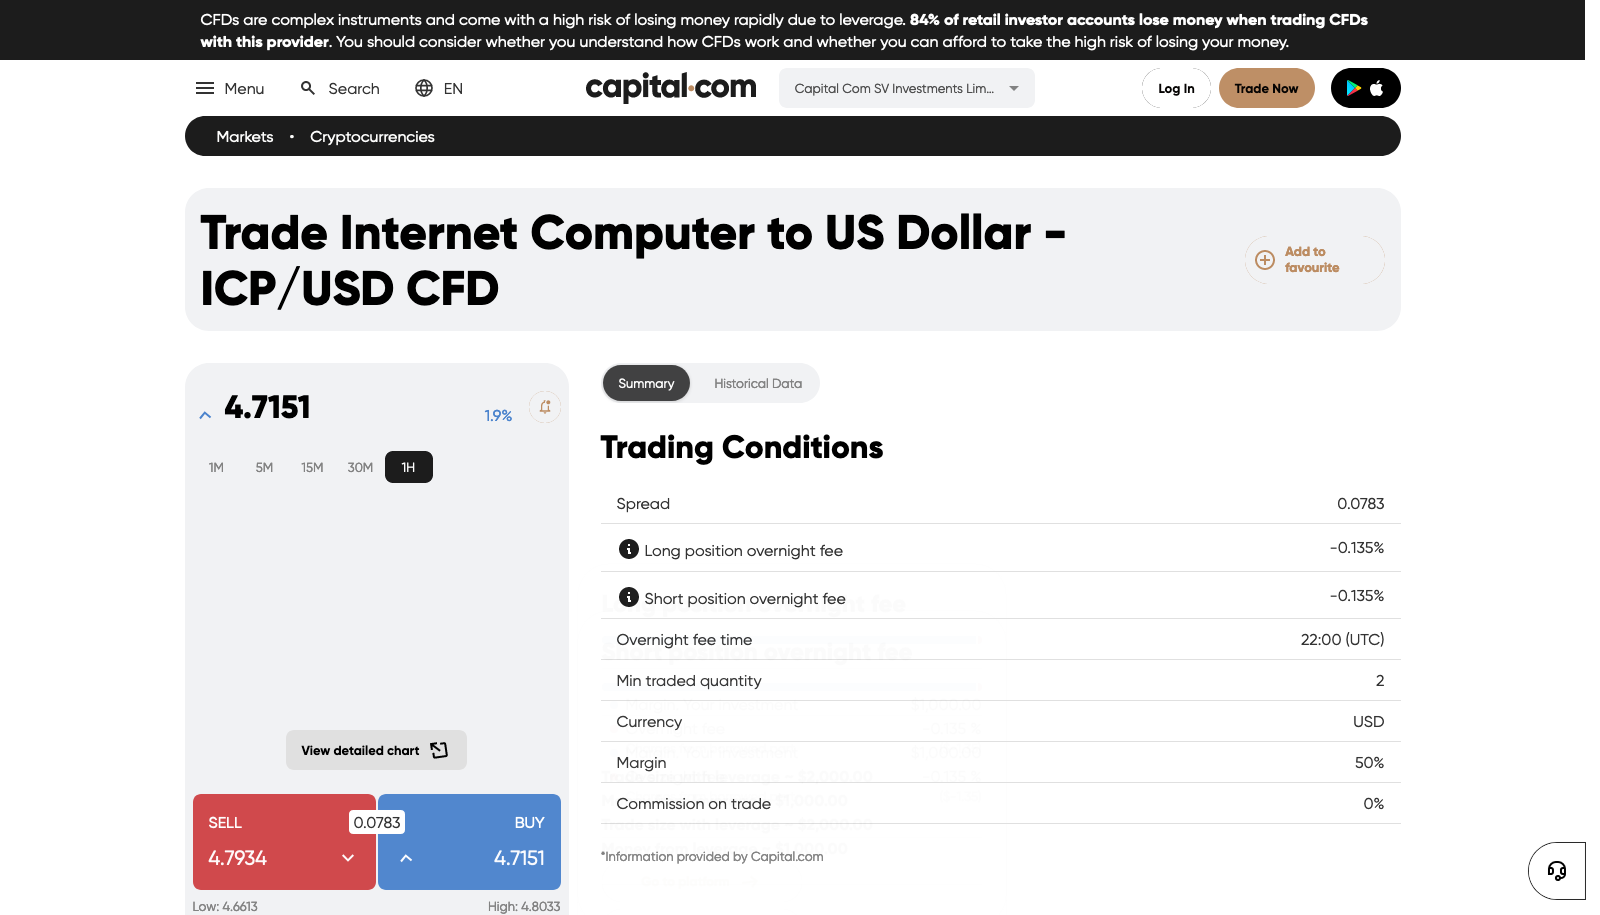 CFDs are complex instruments and come with a high risk of losing money rapidly due to leverage. 84% of retail investor accounts lose money when trading CFDs
with this provider. You should consider whether you understand how CFDs work and whether you can afford to take the high risk of losing your money.
Menu Search EN capital.com Capital Com SV Investments Lim... Log In Trade Now
Markets • Cryptocurrencies
Trade Internet Computer to US Dollar -
ICP/USD CFD
Add to
favourite
4.7151 1.9%
1M 5M 15M 30M 1H
View detailed chart
SELL 0.0783 BUY
4.7934 4.7151
Low: 4.6613 High: 4.8033
Summary Historical Data
Trading Conditions
Spread 0.0783
Long position overnight fee -0.135%
Short position overnight fee -0.135%
Overnight fee time 22:00 (UTC)
Min traded quantity 2
Currency USD
Margin 50%
Commission on trade 0%
*Information provided by Capital.com